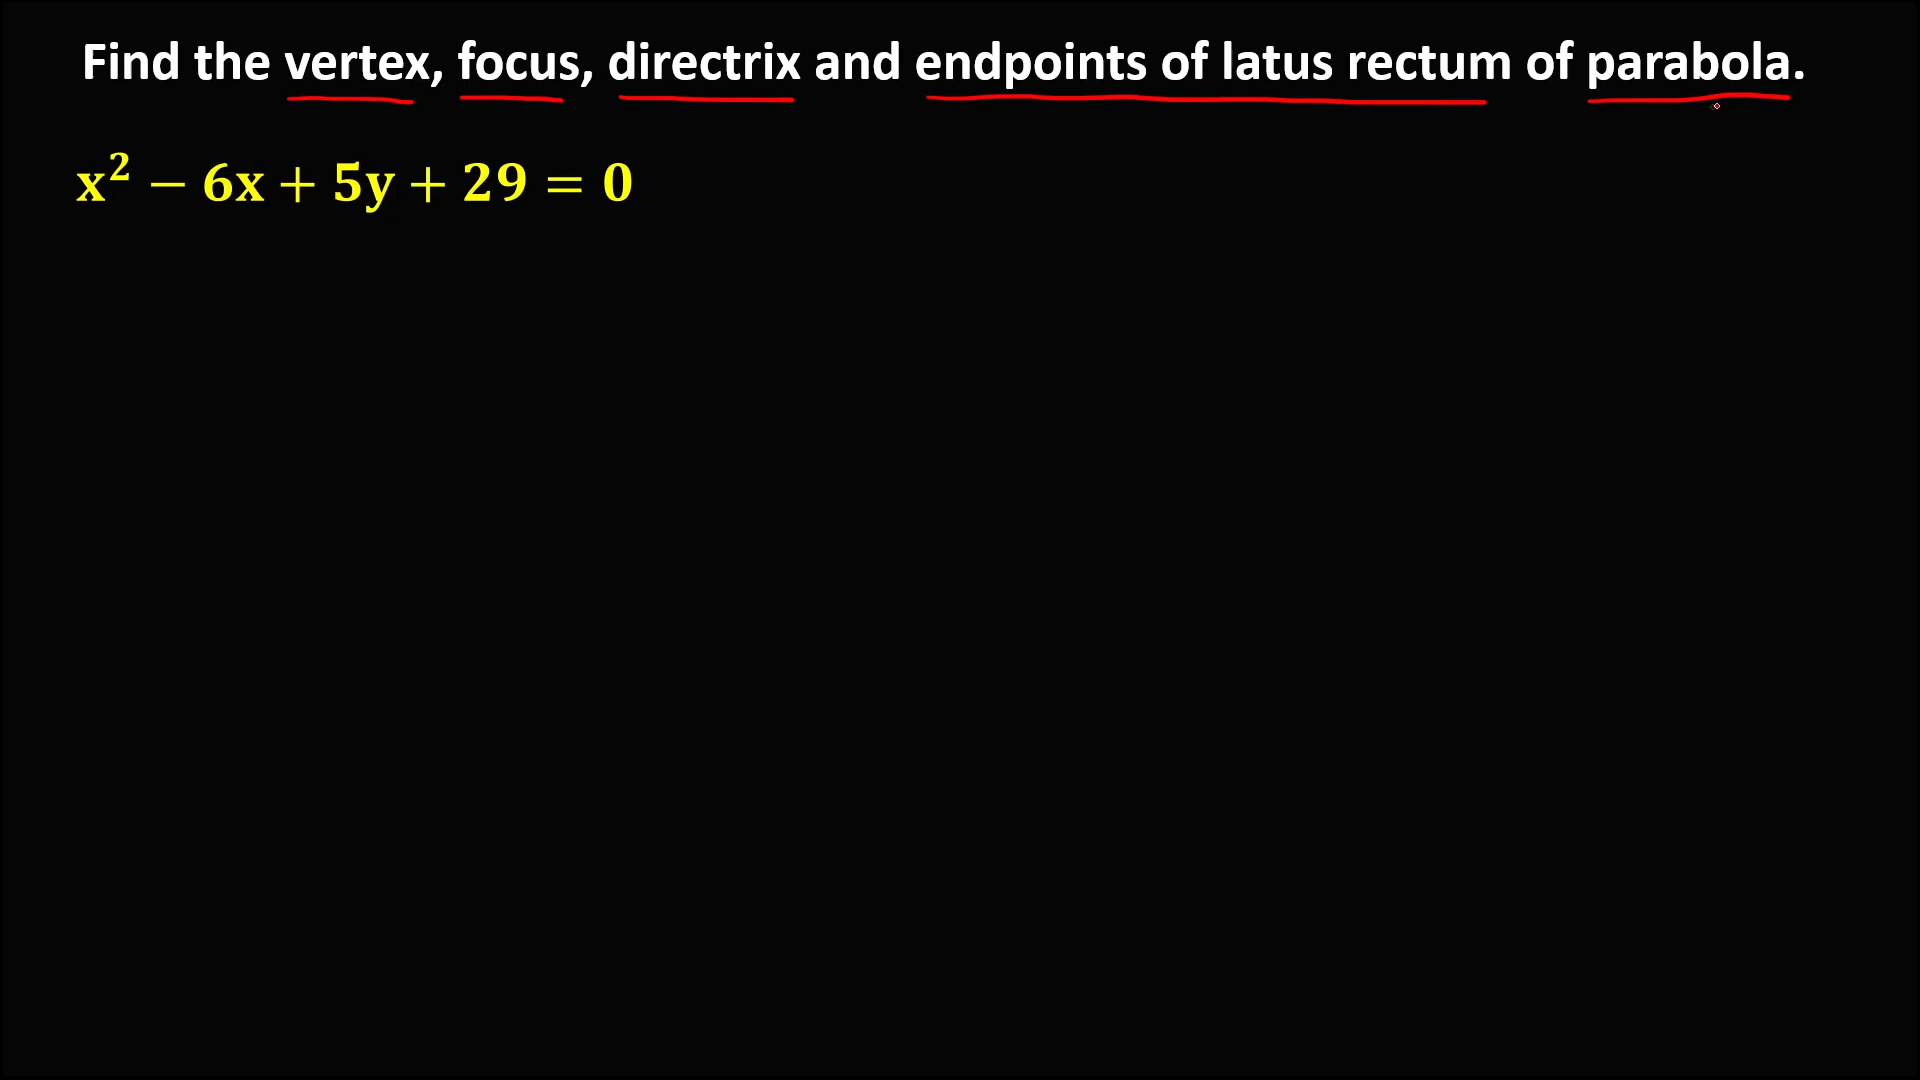 Find the vertex, focus, directrix and endpoints of latus rectum of parabola.
x² − 6x + 5y + 29 = 0